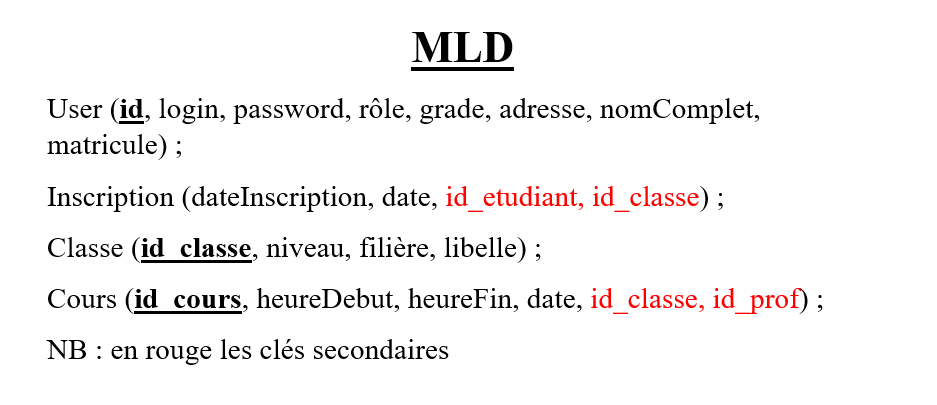 MLD
User (id, login, password, rôle, grade, adresse, nomComplet,
matricule) ;
Inscription (dateInscription, date, id_etudiant, id_classe) ;
Classe (id_classe, niveau, filière, libelle) ;
Cours (id_cours, heureDebut, heureFin, date, id_classe, id_prof) ;
NB : en rouge les clés secondaires